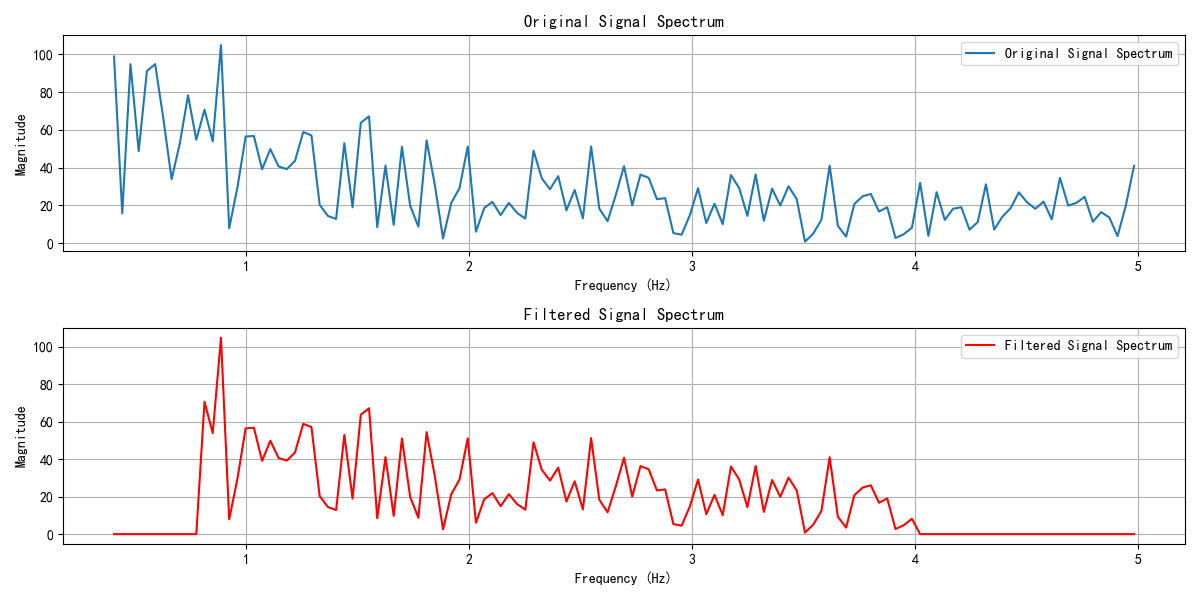 Original Signal Spectrum
Original Signal Spectrum
Magnitude
100
80
60
40
20
0
1 2 3 4 5
Frequency (Hz)
Filtered Signal Spectrum
Filtered Signal Spectrum
Magnitude
100
80
60
40
20
0
1 2 3 4 5
Frequency (Hz)